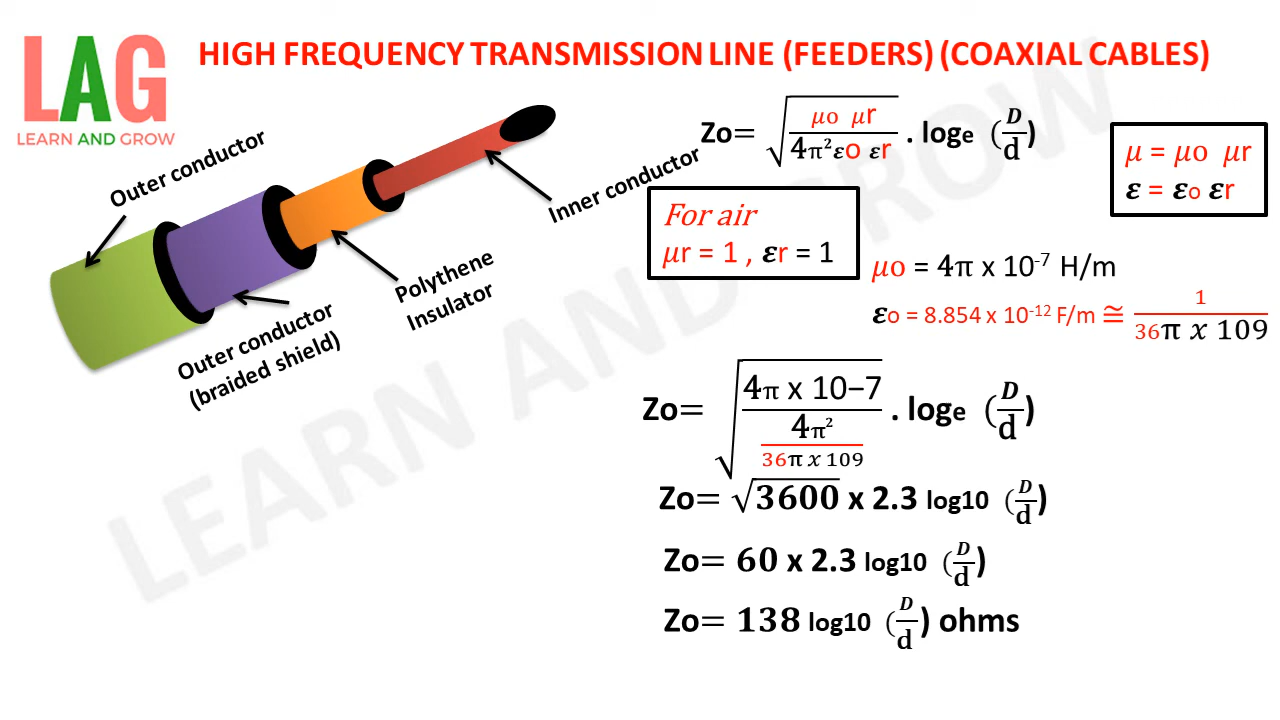 LAG
LEARN AND GROW
HIGH FREQUENCY TRANSMISSION LINE (FEEDERS) (COAXIAL CABLES)
Outer conductor
Inner conductor
Polythene
Insulator
Outer conductor
(braided shield)
Zo= √(μo μr / 4π²εo εr) . loge (D/d)
μ = μo μr
ε = εo εr
For air
μr = 1 , εr = 1
μo = 4π x 10⁻⁷ H/m
εo = 8.854 x 10⁻¹² F/m ≅ 1 / 36π x 109
Zo= √(4π x 10−7 / (4π² / 36π x 109)) . loge (D/d)
Zo= √3600 x 2.3 log10 (D/d)
Zo= 60 x 2.3 log10 (D/d)
Zo= 138 log10 (D/d) ohms
LEARN AND GROW